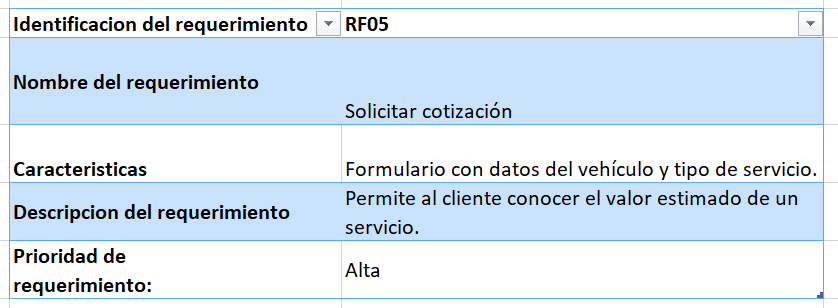 Identificacion del requerimiento RF05
Nombre del requerimiento
Solicitar cotización
Caracteristicas Formulario con datos del vehículo y tipo de servicio.
Descripcion del requerimiento Permite al cliente conocer el valor estimado de un
servicio.
Prioridad de
requerimiento: Alta